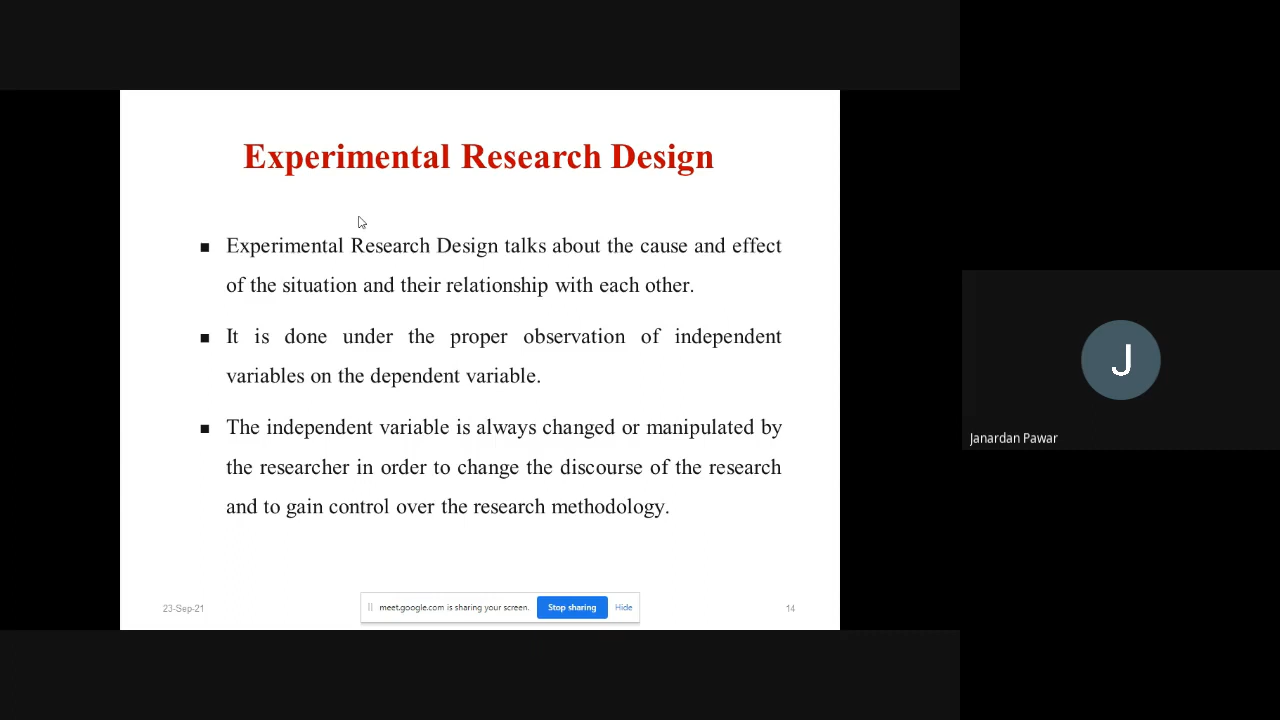 Experimental Research Design
▪ Experimental Research Design talks about the cause and effect
of the situation and their relationship with each other.
▪ It is done under the proper observation of independent
variables on the dependent variable.
▪ The independent variable is always changed or manipulated by
the researcher in order to change the discourse of the research
and to gain control over the research methodology.
23-Sep-21
meet.google.com is sharing your screen. Stop sharing Hide
14
J
Janardan Pawar